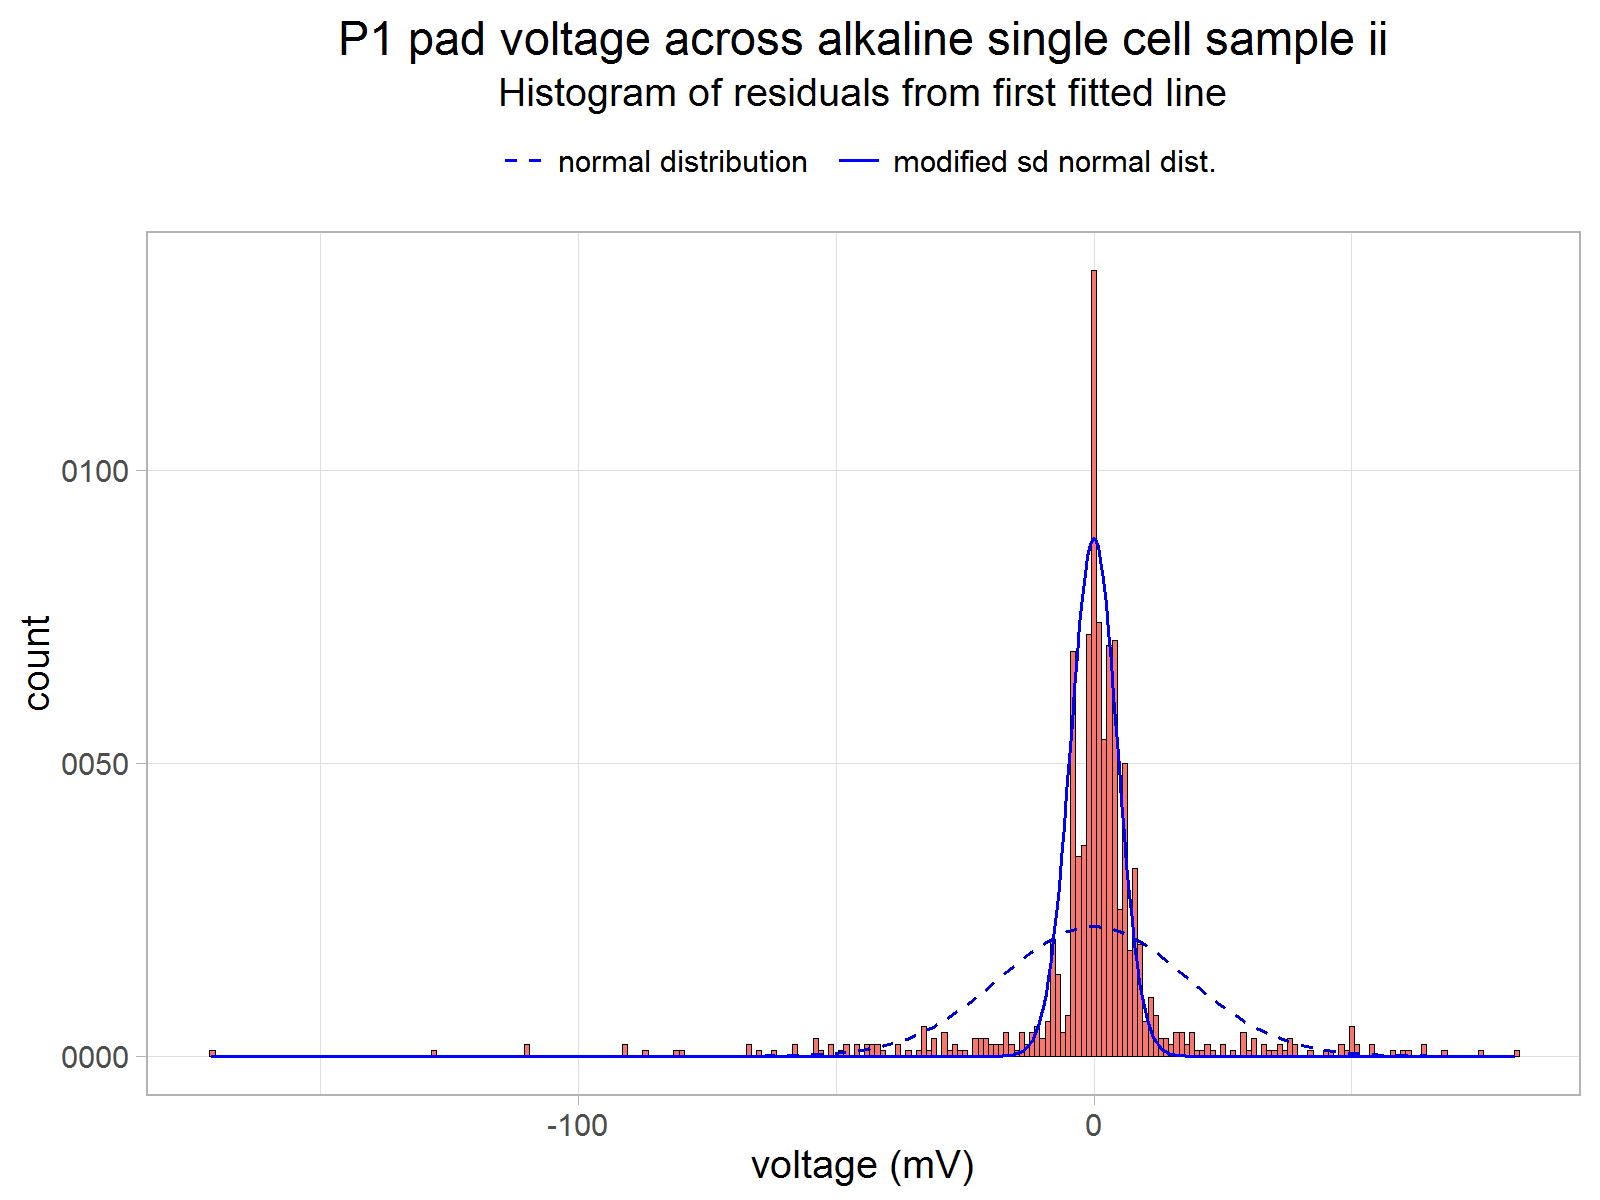 P1 pad voltage across alkaline single cell sample ii
Histogram of residuals from first fitted line
normal distribution modified sd normal dist.
0100
0050
0000
count
-100 0
voltage (mV)